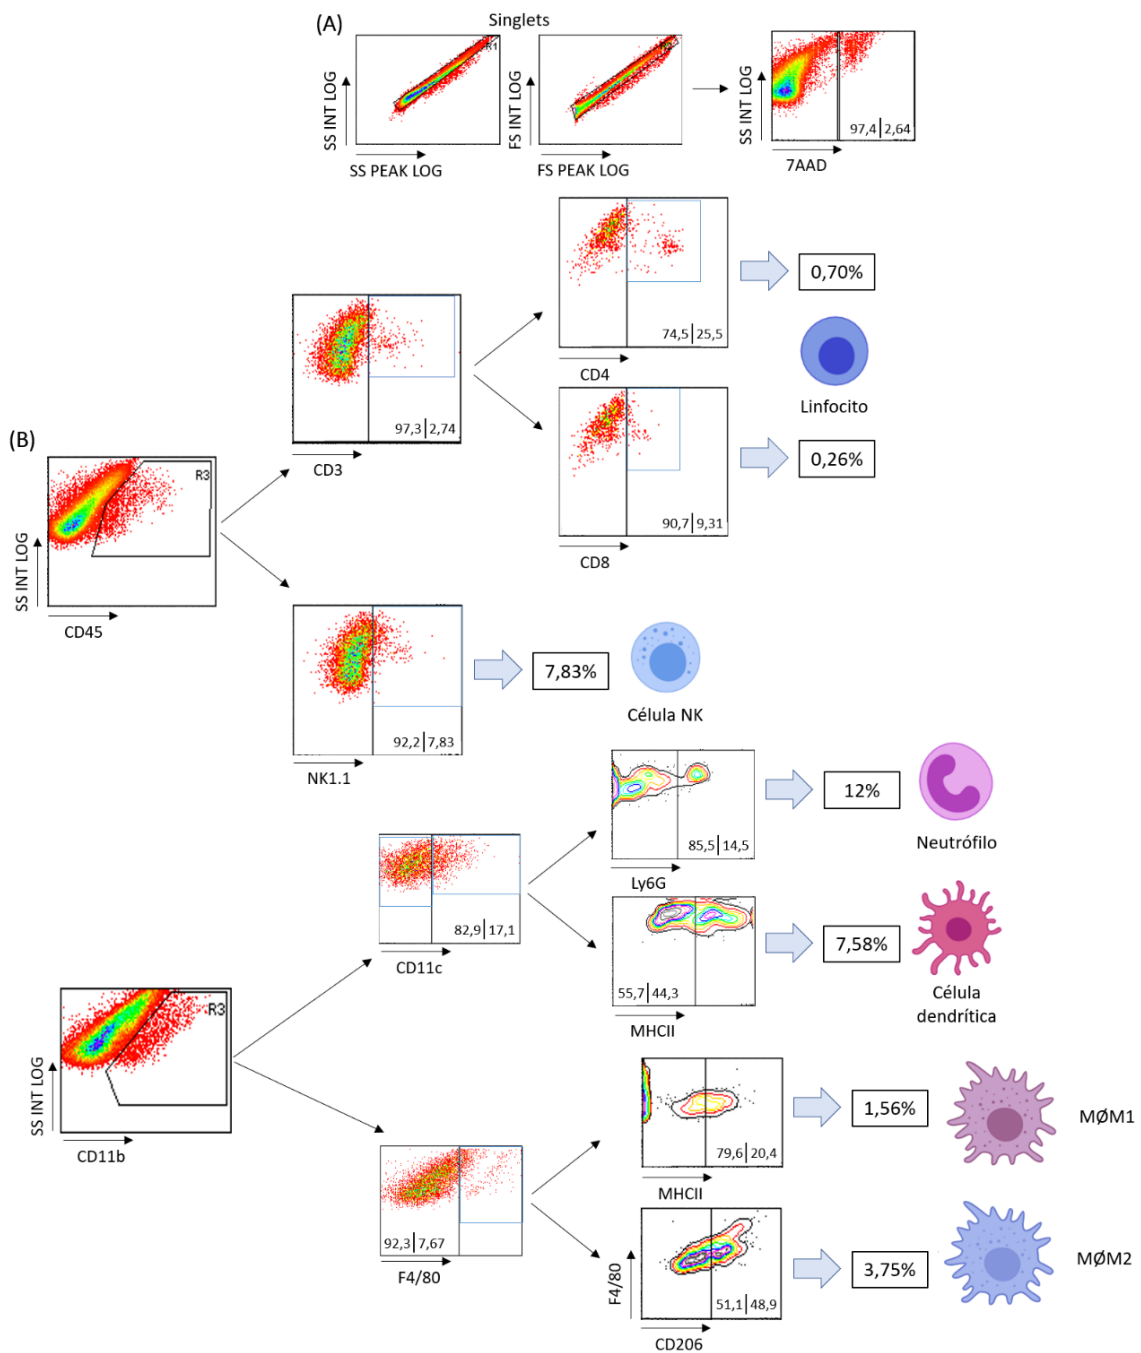 (A)
Singlets
R1
SS INT LOG
SS PEAK LOG
R2
FS INT LOG
FS PEAK LOG
SS INT LOG
97,4 2,64
7AAD
74,5 25,5
CD4
0,70%
97,3 2,74
CD3
Linfocito
90,7 9,31
CD8
0,26%
(B)
R3
SS INT LOG
CD45
92,2 7,83
NK1.1
7,83%
Célula NK
85,5 14,5
Ly6G
12%
Neutrófilo
82,9 17,1
CD11c
55,7 44,3
MHCII
7,58%
Célula
dendrítica
R3
SS INT LOG
CD11b
79,6 20,4
MHCII
1,56%
MØM1
92,3 7,67
F4/80
F4/80
51,1 48,9
CD206
3,75%
MØM2